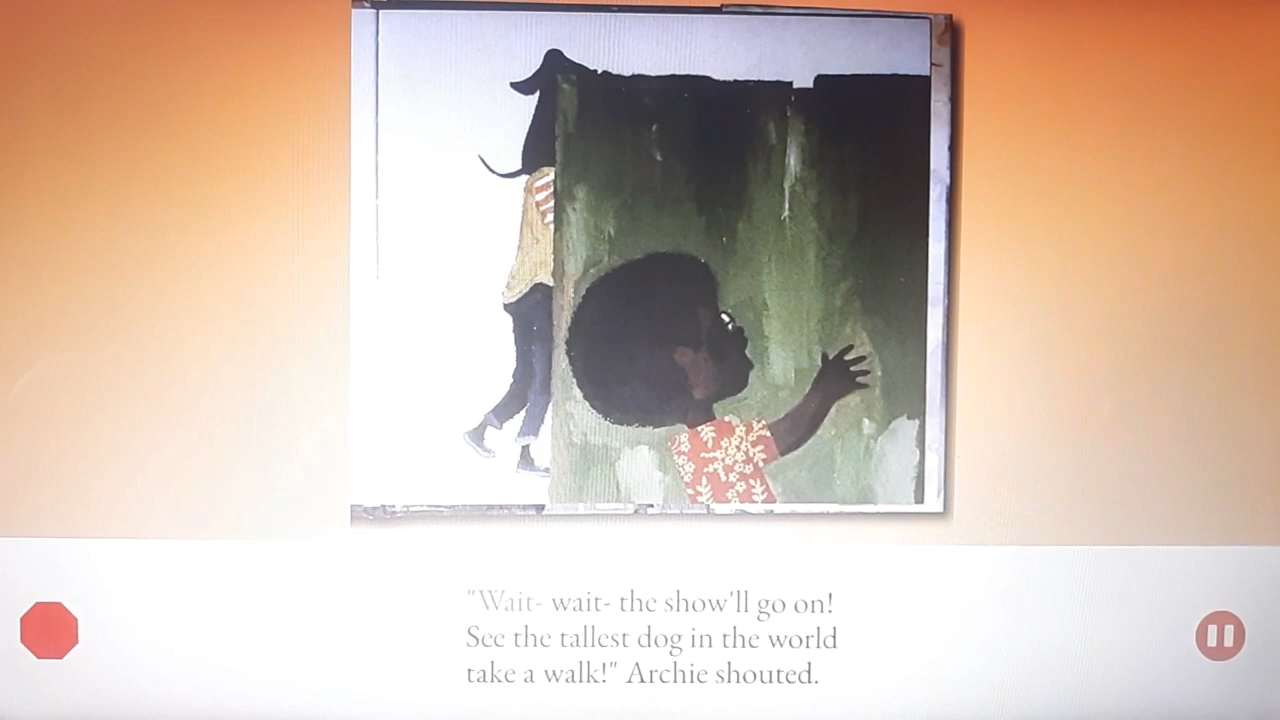 "Wait- wait- the show'll go on!
See the tallest dog in the world
take a walk!" Archie shouted.